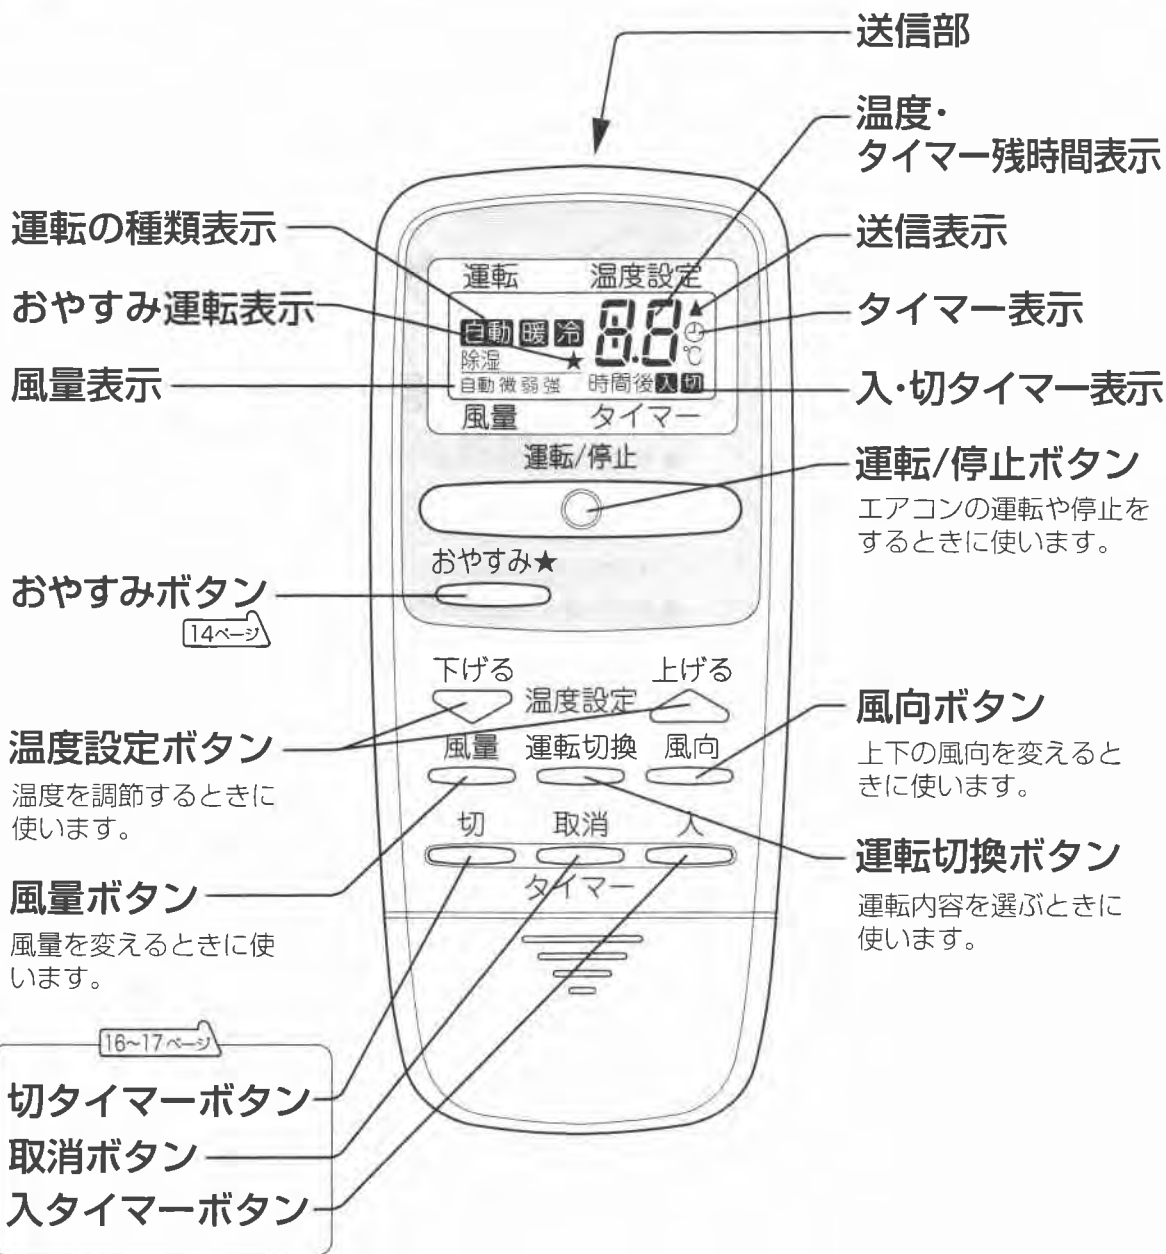 送信部
温度・
タイマー残時間表示
運転の種類表示
送信表示
おやすみ運転表示
タイマー表示
風量表示
入・切タイマー表示
運転 温度設定
自動 暖 冷 8.8 ▲
除湿 ★ ℃
自動 微 弱 強 時間後 入 切
風量 タイマー
運転/停止
運転/停止ボタン
エアコンの運転や停止を
するときに使います。
おやすみ★
おやすみボタン
14ページ
下げる 上げる
温度設定
温度設定ボタン
温度を調節するときに
使います。
風量 運転切換 風向
風向ボタン
上下の風向を変えると
きに使います。
切 取消 入
タイマー
運転切換ボタン
運転内容を選ぶときに
使います。
風量ボタン
風量を変えるときに使
います。
16~17ページ
切タイマーボタン
取消ボタン
入タイマーボタン